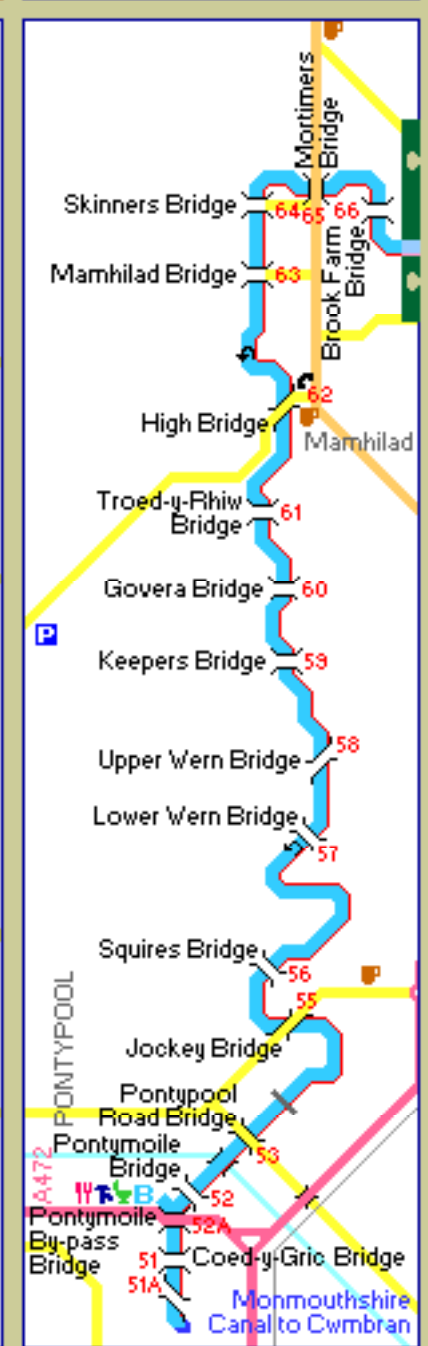 Mortimers
Bridge
Skinners Bridge
64
65
66
Mamhilad Bridge
63
Brook Farm
Bridge
62
High Bridge
Mamhilad
Troed-y-Rhiw
Bridge
61
Govera Bridge
60
P
Keepers Bridge
59
58
Upper Wern Bridge
Lower Wern Bridge
57
Squires Bridge
56
55
PONTYPOOL
Jockey Bridge
Pontypool
Road Bridge
53
Pontymoile
Bridge
A472
B
52
Pontymoile
By-pass
Bridge
52A
51
Coed-y-Gric Bridge
51A
Monmouthshire
Canal to Cwmbran